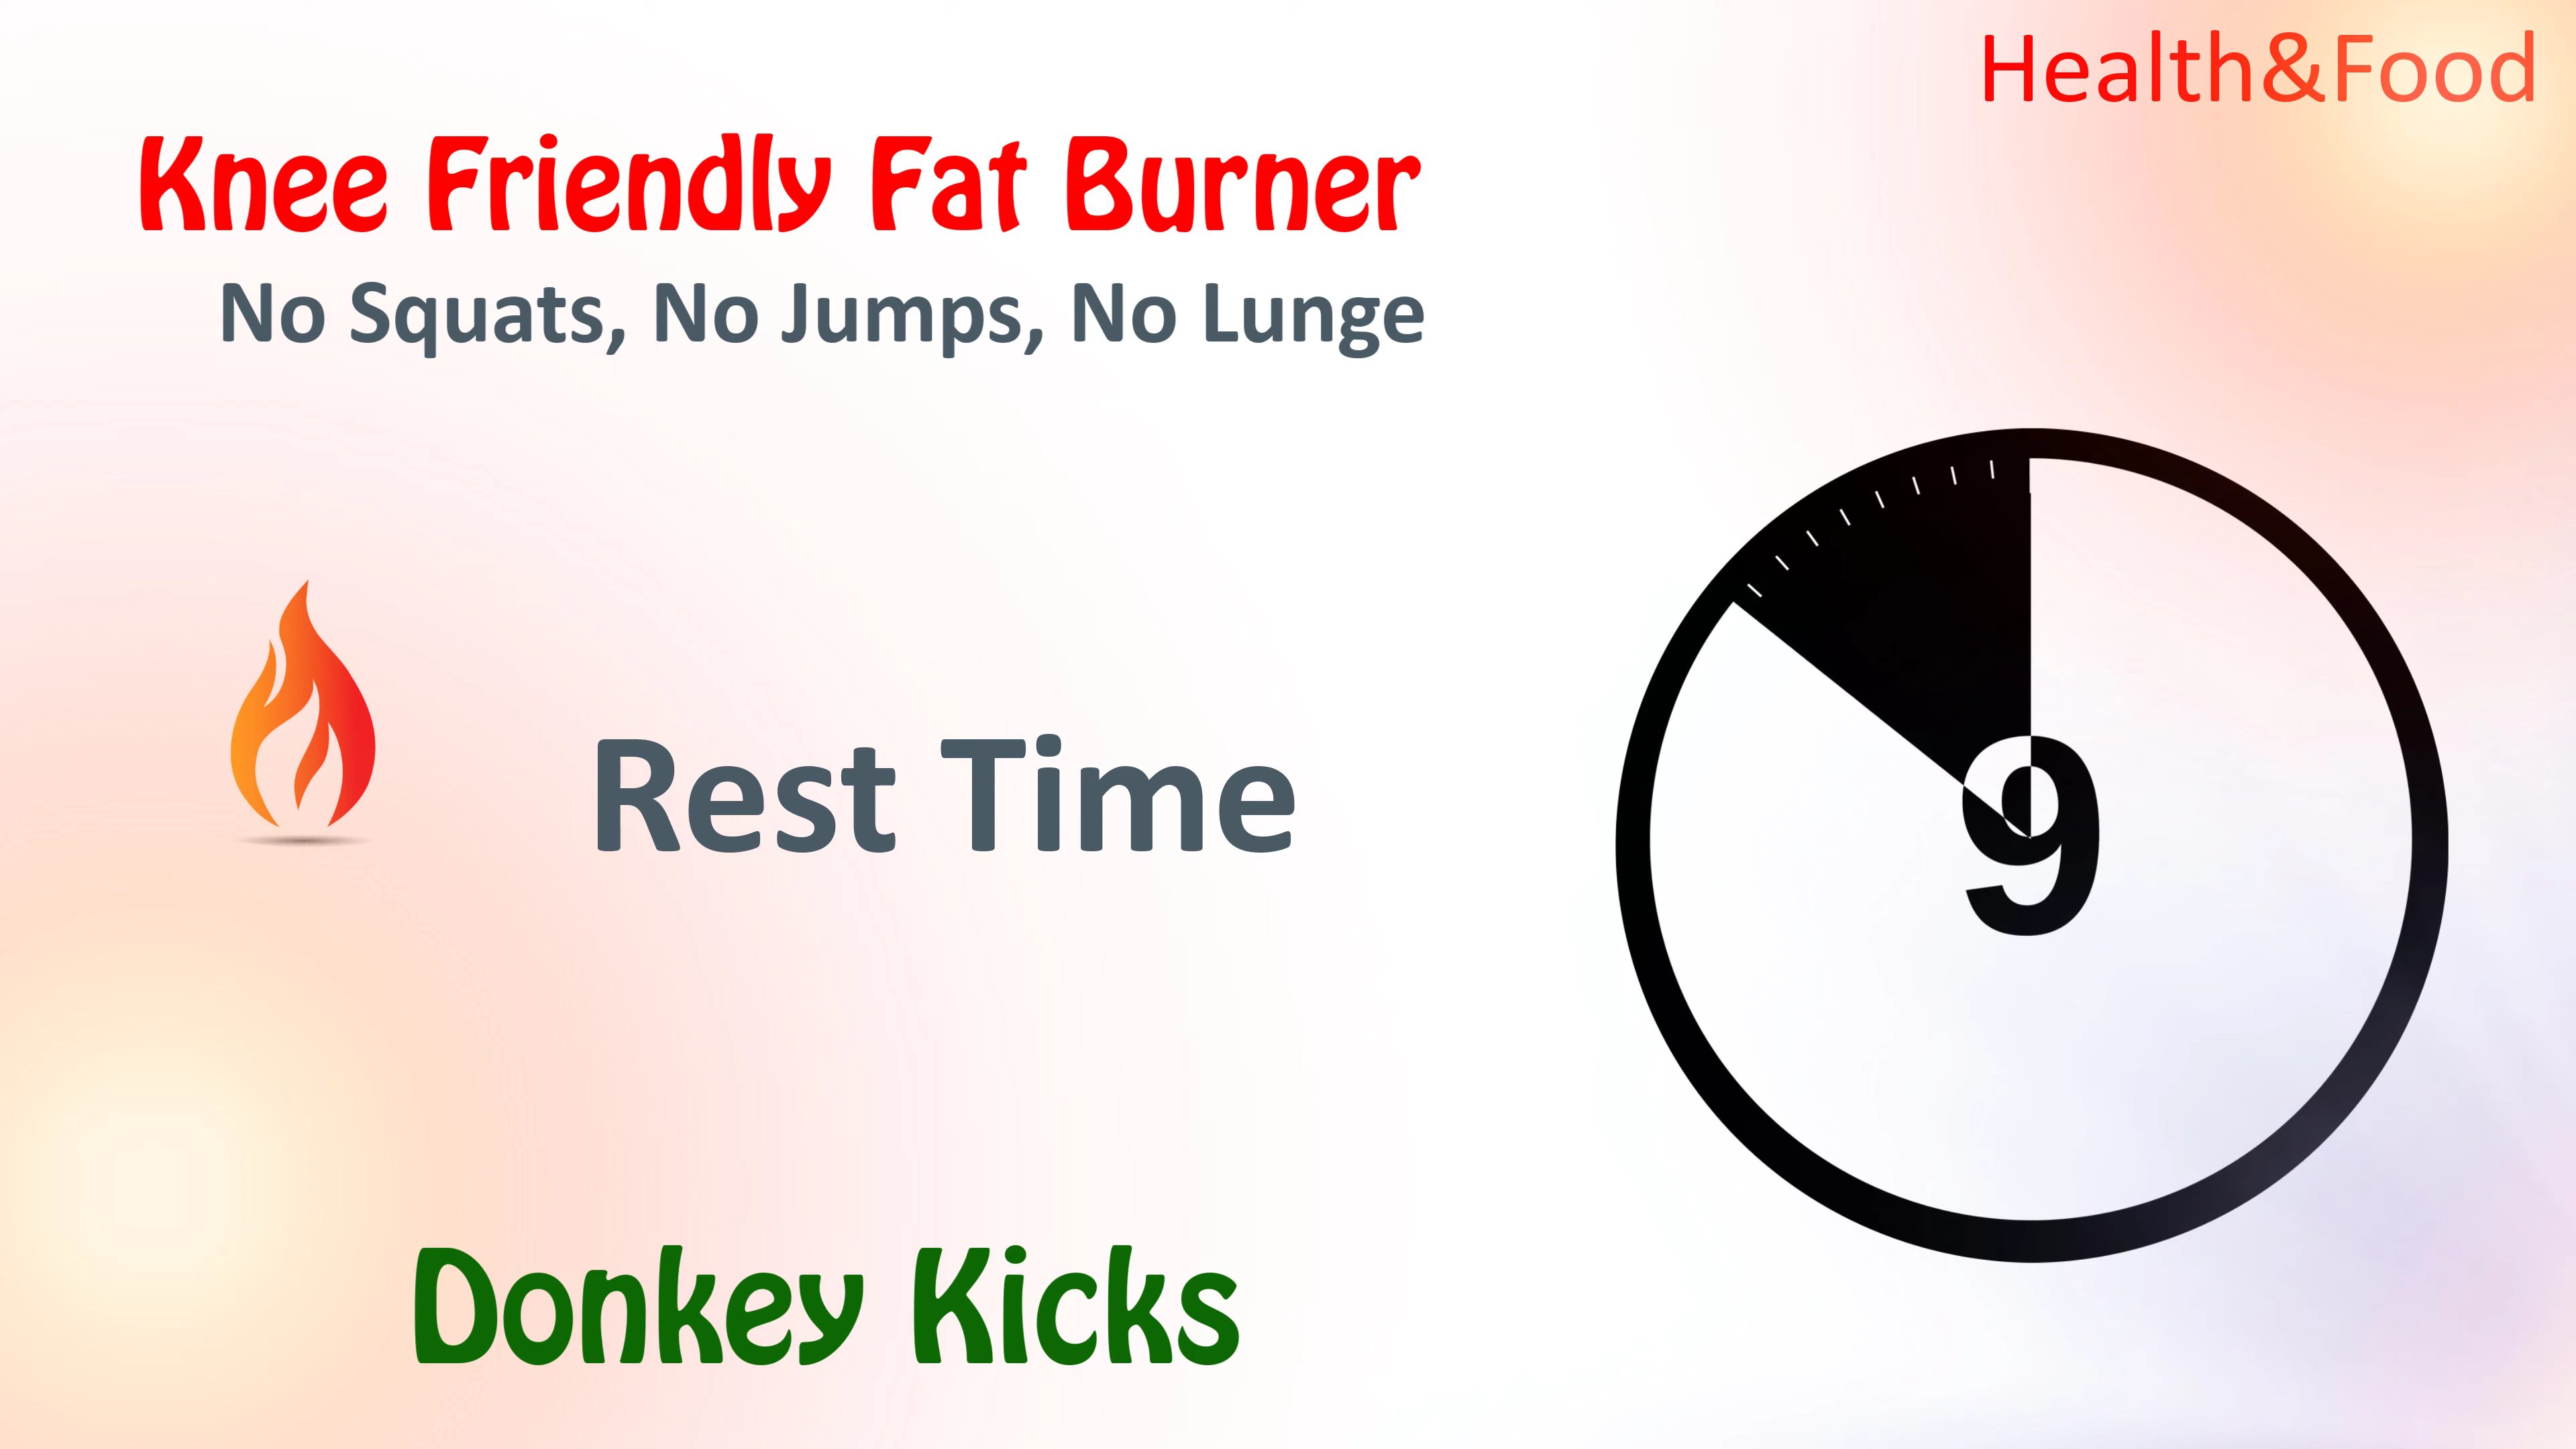 Health&Food
Knee Friendly Fat Burner
No Squats, No Jumps, No Lunge
Rest Time
9
Donkey Kicks